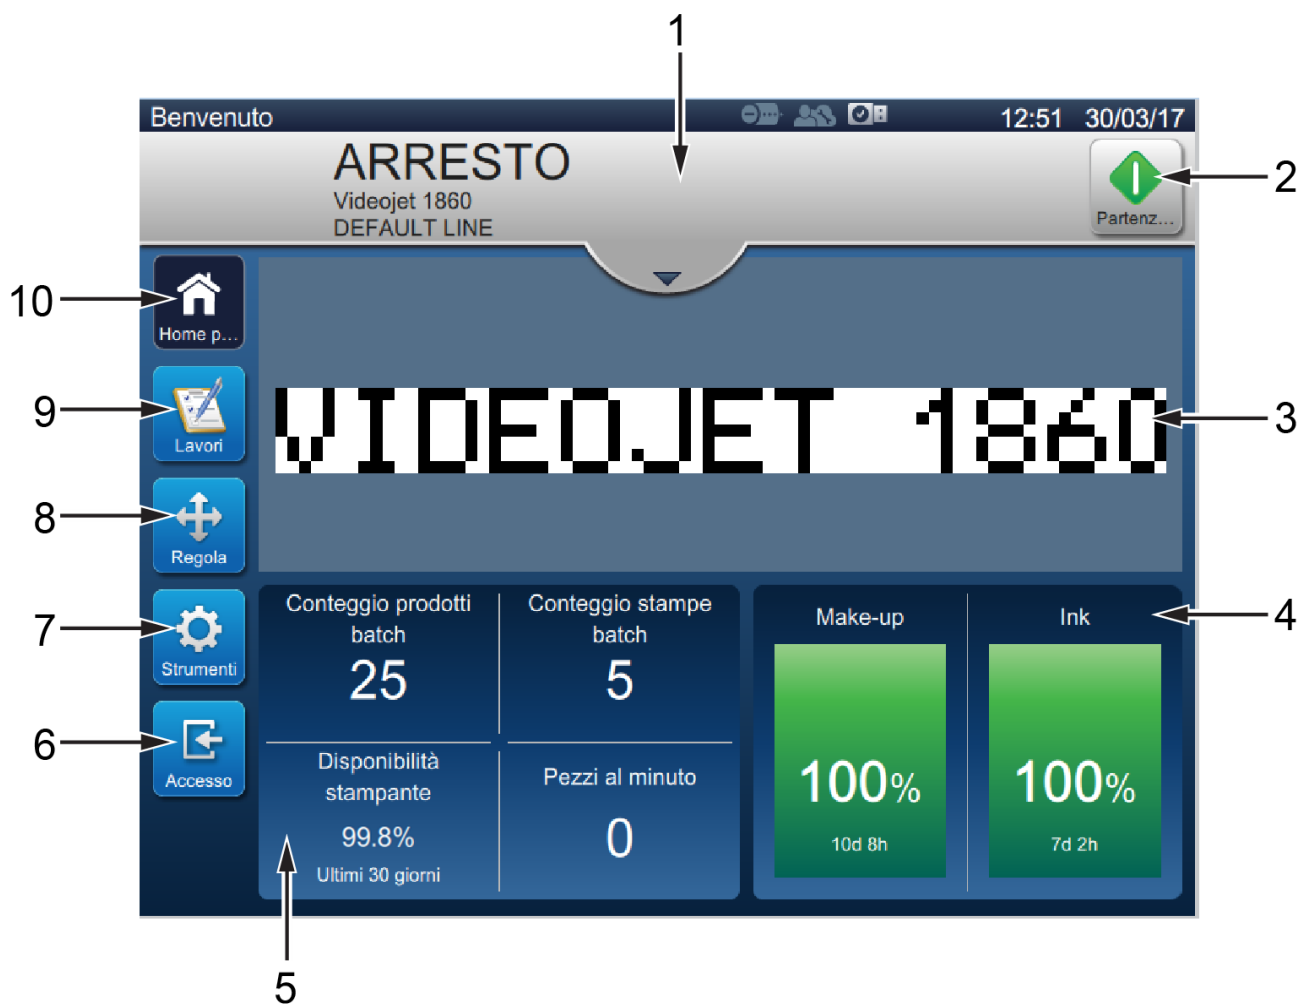 1
Benvenuto 12:51 30/03/17
ARRESTO
Videojet 1860
DEFAULT LINE
Partenz...
2
10
Home p...
9
Lavori
VIDEOJET 1860
3
8
Regola
7
Strumenti
6
Accesso
Conteggio prodotti
batch
25
Conteggio stampe
batch
5
Disponibilità
stampante
99.8%
Ultimi 30 giorni
Pezzi al minuto
0
Make-up
100%
10d 8h
Ink
100%
7d 2h
4
5